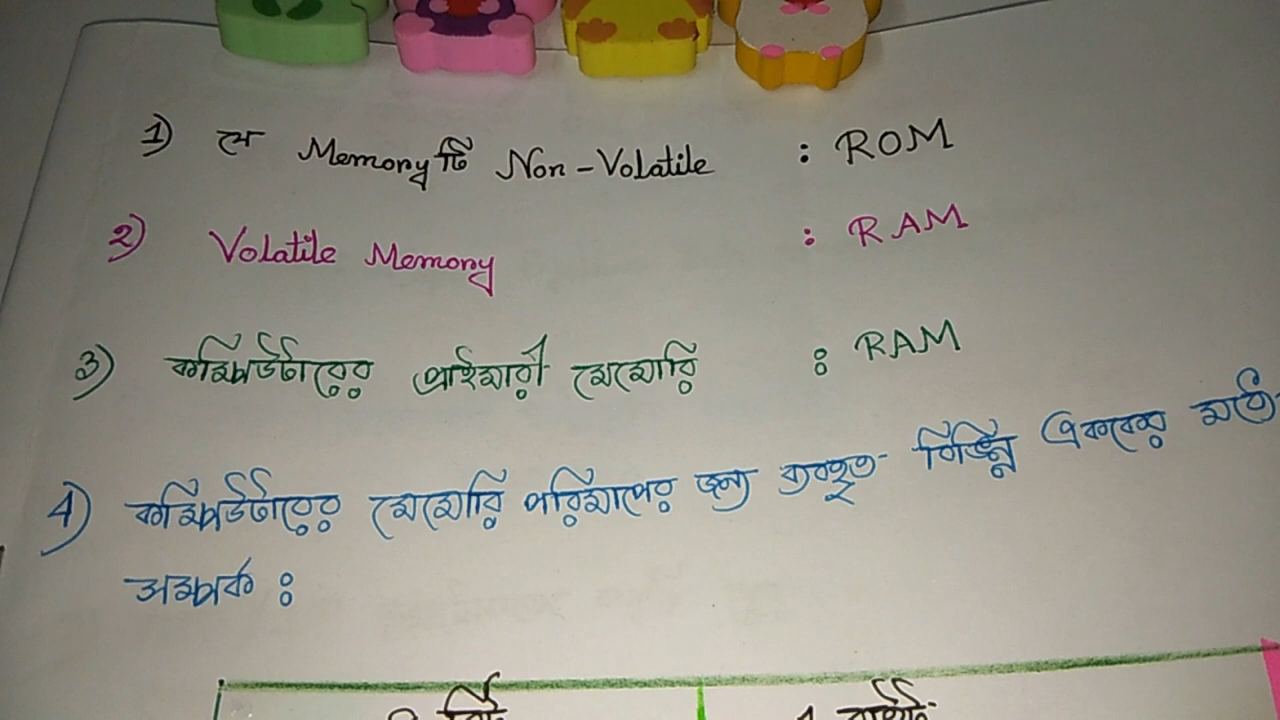 1) যে Memoryটি Non-Volatile : ROM
2) Volatile Memory : RAM
3) কম্পিউটারের প্রাইমারী মেমোরি : RAM
4) কম্পিউটারের মেমোরি পরিমাপের জন্য ব্যবহৃত বিভিন্ন এককের মধ্যে
সম্পর্ক :